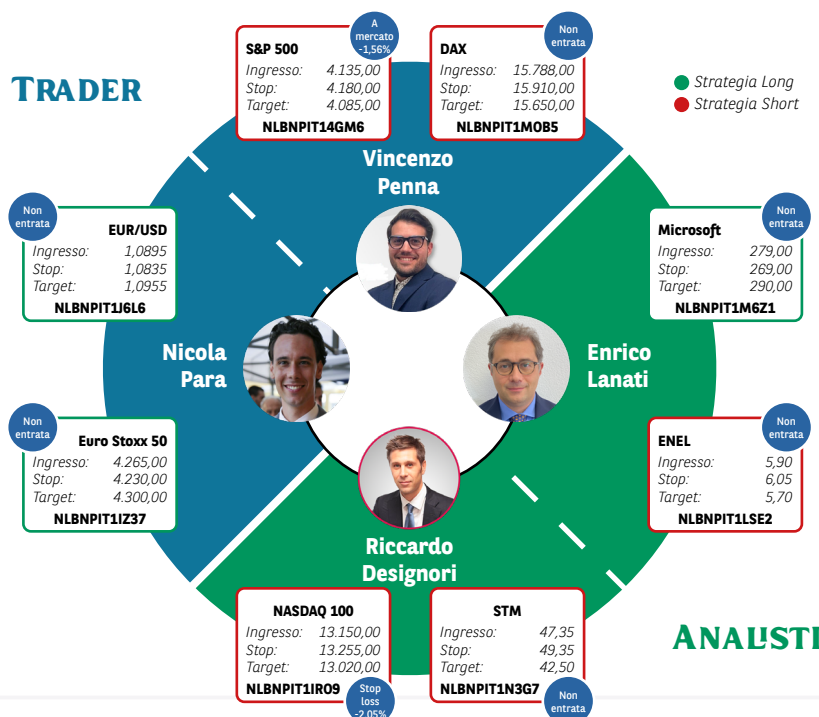 TRADER
A
mercato
-1,56%
S&P 500
Ingresso: 4.135,00
Stop: 4.180,00
Target: 4.085,00
NLBNPIT14GM6
Non
entrata
DAX
Ingresso: 15.788,00
Stop: 15.910,00
Target: 15.650,00
NLBNPIT1MOB5
Strategia Long
Strategia Short
Vincenzo
Penna
Non
entrata
EUR/USD
Ingresso: 1,0895
Stop: 1,0835
Target: 1,0955
NLBNPIT1J6L6
Non
entrata
Microsoft
Ingresso: 279,00
Stop: 269,00
Target: 290,00
NLBNPIT1M6Z1
Nicola
Para
Enrico
Lanati
Non
entrata
Euro Stoxx 50
Ingresso: 4.265,00
Stop: 4.230,00
Target: 4.300,00
NLBNPIT1IZ37
Non
entrata
ENEL
Ingresso: 5,90
Stop: 6,05
Target: 5,70
NLBNPIT1LSE2
Riccardo
Designori
NASDAQ 100
Ingresso: 13.150,00
Stop: 13.255,00
Target: 13.020,00
NLBNPIT1IRO9
Stop
loss
-2,05%
STM
Ingresso: 47,35
Stop: 49,35
Target: 42,50
NLBNPIT1N3G7
Non
entrata
ANALISTI